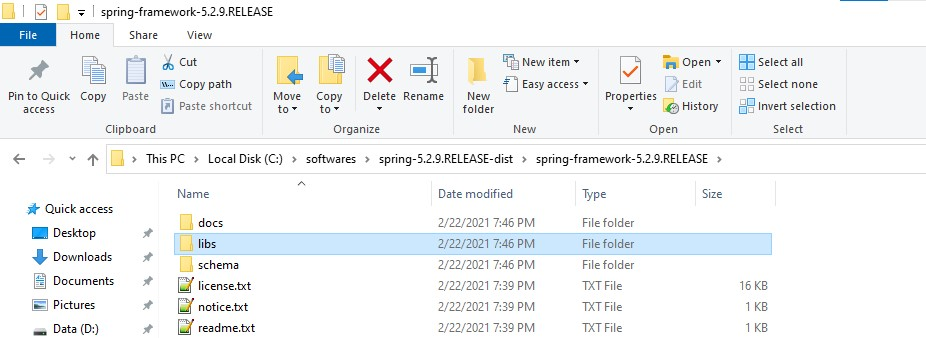 spring-framework-5.2.9.RELEASE
File Home Share View
Pin to Quick access
Copy
Paste
Cut
Copy path
Paste shortcut
Clipboard
Move to
Copy to
Delete
Rename
Organize
New folder
New item
Easy access
New
Properties
Open
Edit
History
Open
Select all
Select none
Invert selection
Select
This PC > Local Disk (C:) > softwares > spring-5.2.9.RELEASE-dist > spring-framework-5.2.9.RELEASE >
Quick access
Desktop
Downloads
Documents
Pictures
Data (D:)
Name Date modified Type Size
docs 2/22/2021 7:46 PM File folder
libs 2/22/2021 7:46 PM File folder
schema 2/22/2021 7:46 PM File folder
license.txt 2/22/2021 7:39 PM TXT File 16 KB
notice.txt 2/22/2021 7:39 PM TXT File 1 KB
readme.txt 2/22/2021 7:39 PM TXT File 1 KB